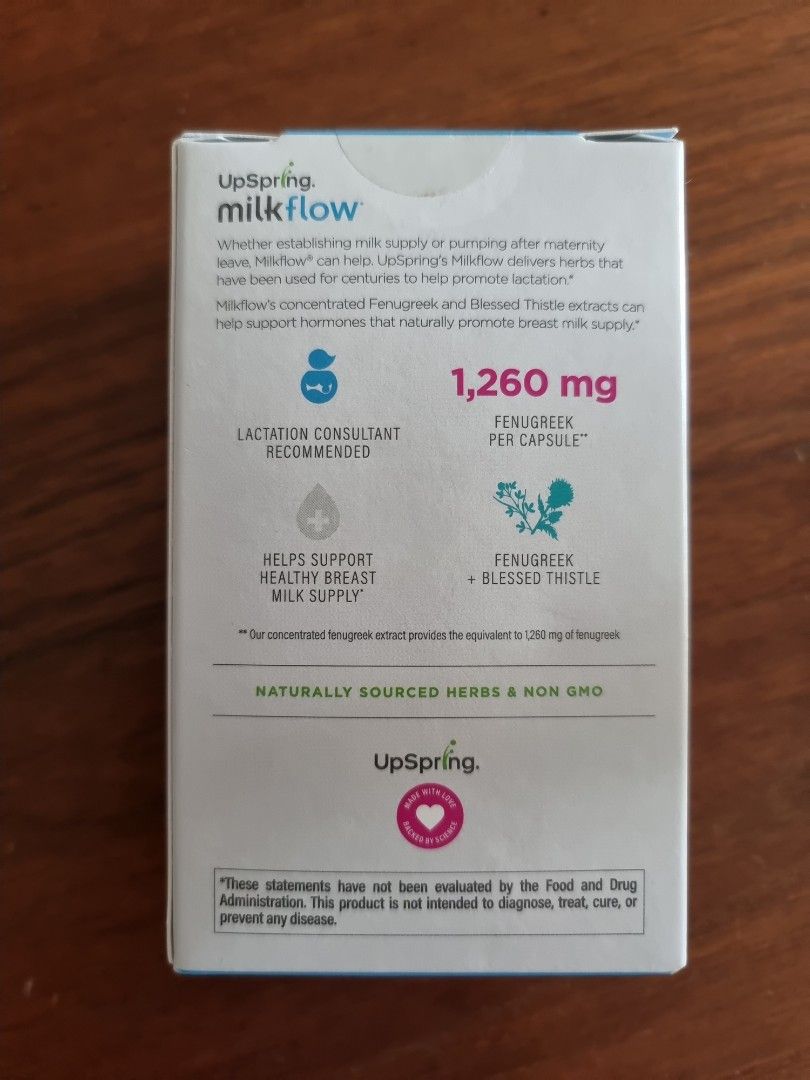 UpSpring.
milkflow®
Whether establishing milk supply or pumping after maternity
leave, Milkflow® can help. UpSpring's Milkflow delivers herbs that
have been used for centuries to help promote lactation.*
Milkflow's concentrated Fenugreek and Blessed Thistle extracts can
help support hormones that naturally promote breast milk supply.*
LACTATION CONSULTANT
RECOMMENDED
1,260 mg
FENUGREEK
PER CAPSULE**
HELPS SUPPORT
HEALTHY BREAST
MILK SUPPLY*
FENUGREEK
+ BLESSED THISTLE
** Our concentrated fenugreek extract provides the equivalent to 1,260 mg of fenugreek
NATURALLY SOURCED HERBS & NON GMO
UpSpring.
MADE WITH LOVE
BACKED BY SCIENCE
*These statements have not been evaluated by the Food and Drug
Administration. This product is not intended to diagnose, treat, cure, or
prevent any disease.